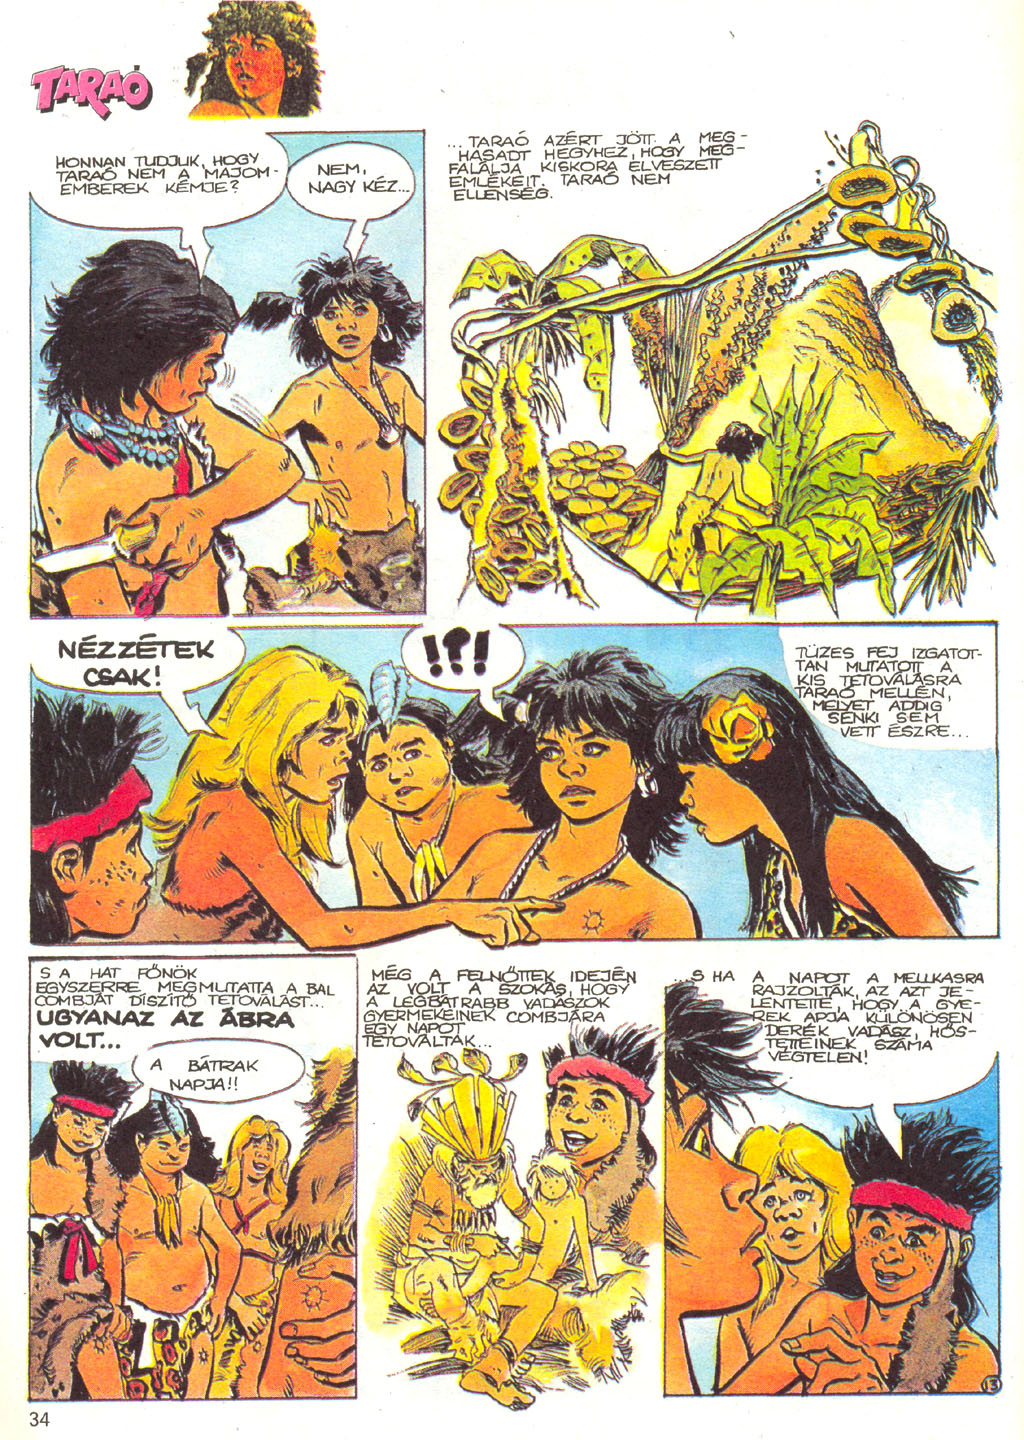 TARAÓ
HONNAN TUDJUK, HOGY
TARAÓ NEM A MAJOM-
EMBEREK KÉMJE?
NEM,
NAGY KÉZ...
...TARAÓ AZÉRT JÖTT A MEG-
HASADT HEGYHEZ, HOGY MEG-
TALÁLJA KISKORA ELVESZETT
EMLÉKEIT. TARAÓ NEM
ELLENSÉG.
NÉZZÉTEK
CSAK!
!?!
TÜZES FEJ IZGATOT-
TAN MUTATOTT A
KIS TETOVÁLÁSRA
TARAÓ MELLÉN,
MELYET ADDIG
SENKI SEM
VETT ÉSZRE...
S A HAT FŐNÖK
EGYSZERRE MEGMUTATTA A BAL
COMBJÁT DÍSZÍTŐ TETOVÁLÁST...
UGYANAZ AZ ÁBRA
VOLT...
A BÁTRAK
NAPJA!!
MÉG A FELNŐTTEK IDEJÉN
AZ VOLT A SZOKÁS, HOGY
A LEGBÁTRABB VADÁSZOK
GYERMEKEINEK COMBJÁRA
EGY NAPOT
TETOVÁLTAK...
...S HA A NAPOT A MELLKASRA
RAJZOLTÁK, AZ AZT JE-
LENTETTE, HOGY A GYE-
REK APJA KÜLÖNÖSEN
DERÉK VADÁSZ, HŐS-
TETTEINEK SZÁMA
VÉGTELEN!
13
34